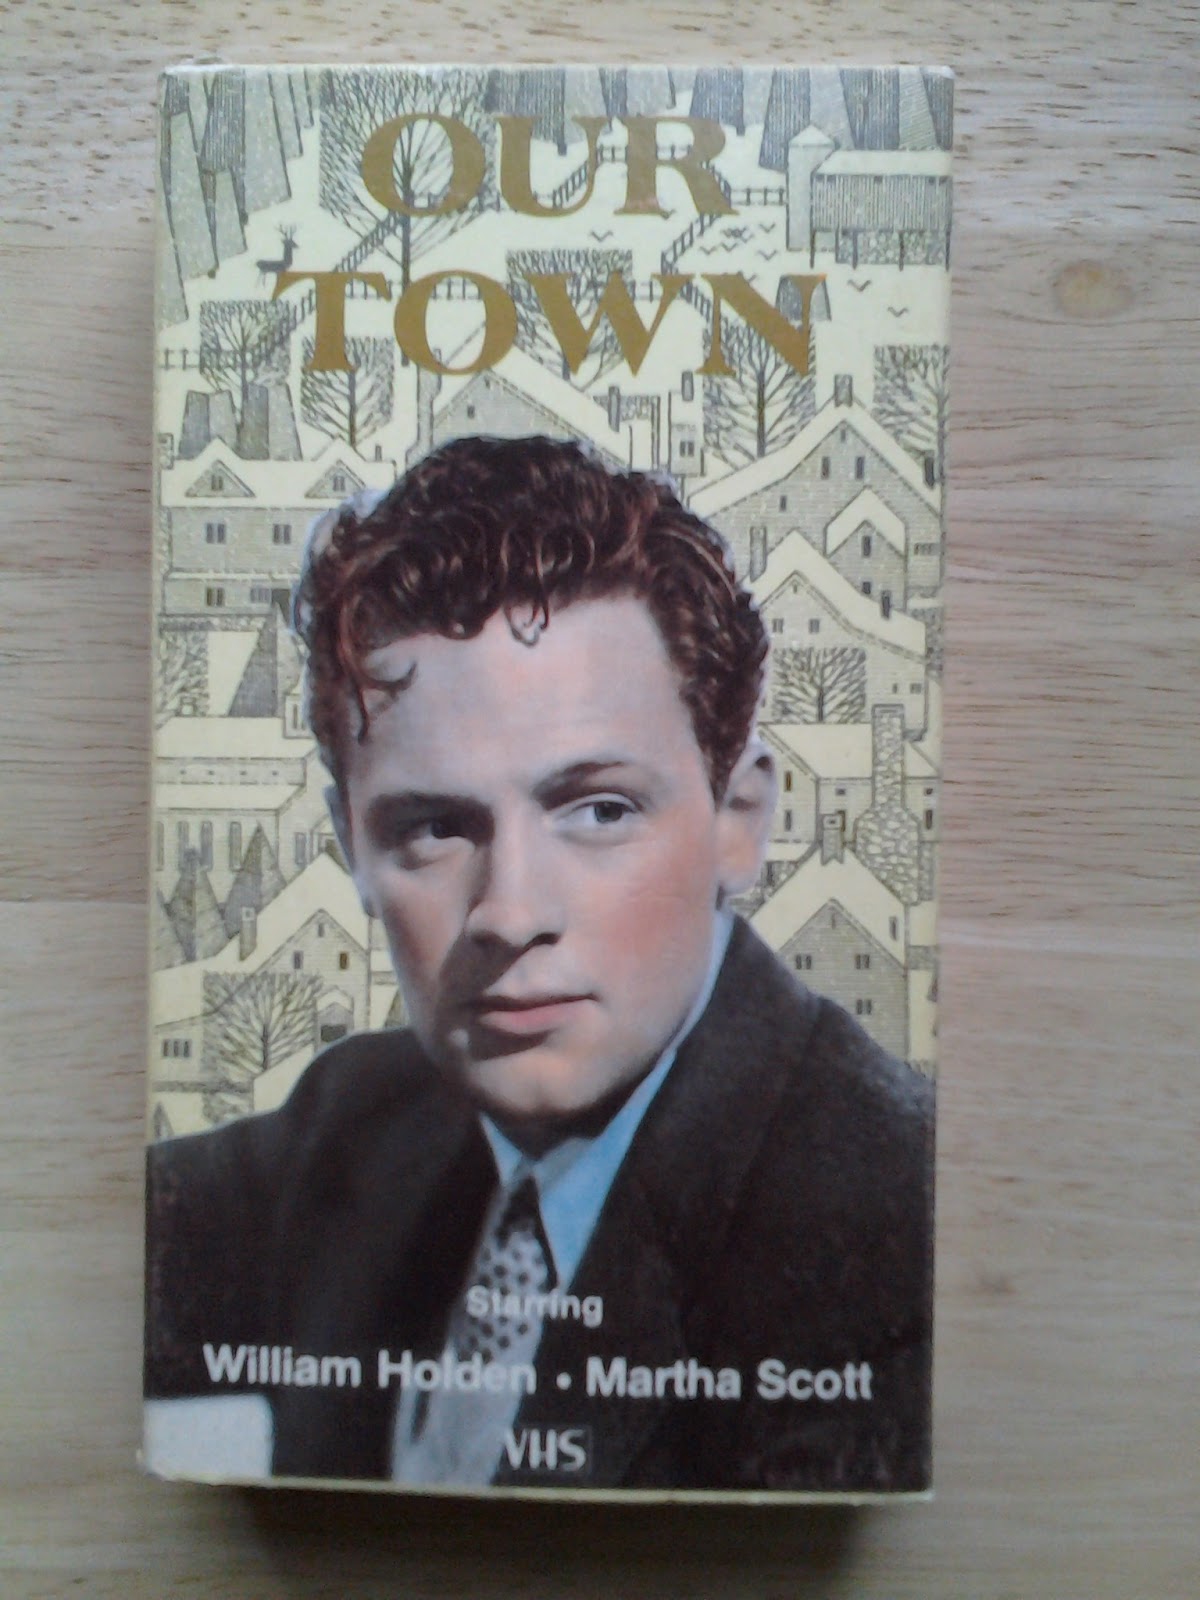 OUR
TOWN
Starring
William Holden • Martha Scott
VHS